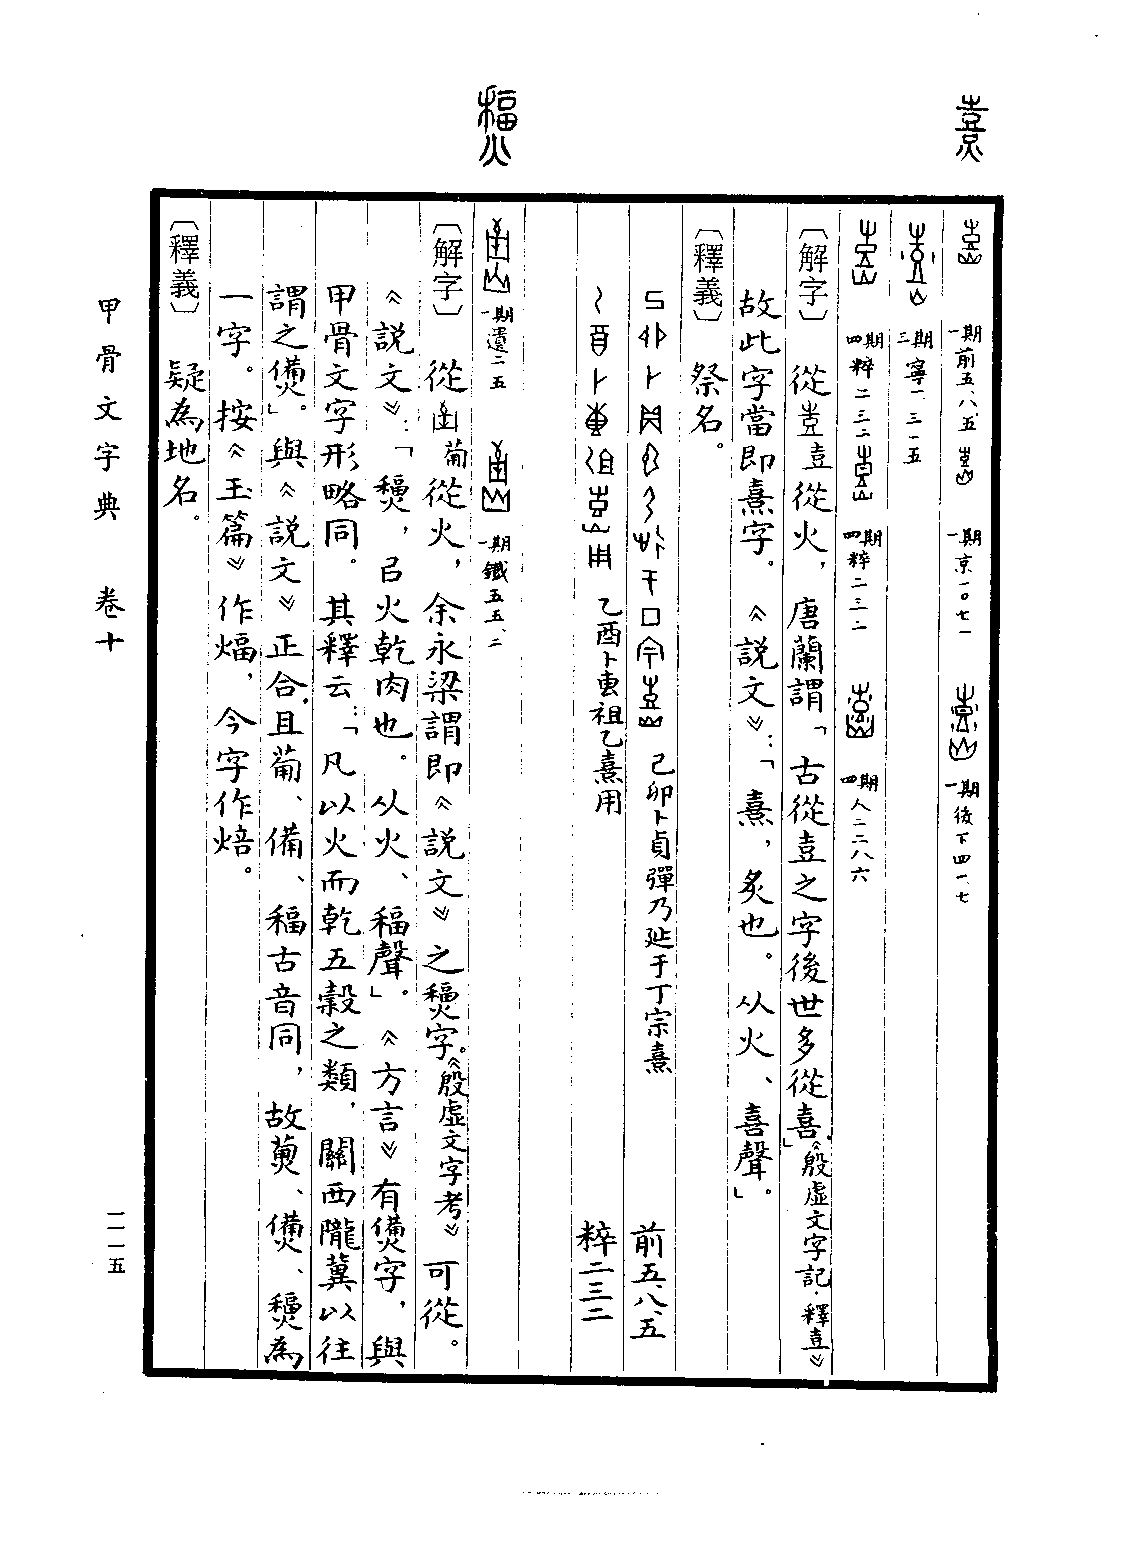 一期前五·八·五 一期京一〇七一 一期後下四一·七
三期寧一·三一五
四期粹二三二 四期粹二三二 四期人二二八六
〔解字〕 從壴從火，唐蘭謂「古從壴之字後世多從喜」《殷虛文字記·釋壴》
故此字當即熹字。《說文》：「熹，炙也。从火、喜聲」。
〔釋義〕 祭名。
己卯卜貞彈乃延于丁宗熹 前五、八、五
乙酉卜叀祖乙熹用 粹二三二
一期遺二五 一期鐵五五、二
〔解字〕 從葡從火，余永梁謂即《說文》之𤐧字。《殷虛文字考》可從。
《說文》：「𤐧，㠯火乾肉也。从火、稫聲」。《方言》有㷶字，與
甲骨文字形略同。其釋云：「凡以火而乾五穀之類，關西隴冀以往
謂之㷶」。與《說文》正合。且葡、備、稫古音同，故、㷶、𤐧為
一字。按《玉篇》作煏，今字作焙。
〔釋義〕 疑為地名。
甲骨文字典 卷十 一一一五